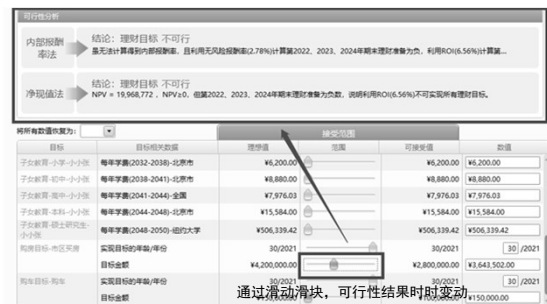 可行性分析
内部报酬率法
结论：理财目标 不可行
虽无法计算得到内部报酬率，且利用无风险报酬率(2.78%)计算第2022、2023、2024年期末理财准备为负，利用ROI(6.56%)计算第...
净现值法
结论：理财目标 不可行
NPV = 19,968,772 ，NPV≥0，但第2022、2023、2024年期末理财准备为负数，说明利用ROI(6.56%)不可实现所有理财目标。
将所有数值恢复为：
接受范围
目标 目标相关数据 理想值 范围 可接受值 数值
子女教育-小学-小小张 每年学费(2032-2038)-北京市 ¥6,200.00 ¥6,200.00 ¥6,200.00
子女教育-初中-小小张 每年学费(2038-2041)-北京市 ¥8,880.00 ¥8,880.00 ¥8,880.00
子女教育-高中-小小张 每年学费(2041-2044)-全国 ¥7,976.03 ¥7,976.03 ¥7,976.03
子女教育-本科-小小张 每年学费(2044-2048)-北京市 ¥15,584.00 ¥15,584.00 ¥15,584.00
子女教育-硕士研究生-小小张 每年学费(2048-2050)-纽约大学 ¥506,339.42 ¥506,339.42 ¥506,339.42
购房目标-市区买房 实现目标的年龄/年份 30/2021 30/2021 30 /2021
目标金额 ¥4,200,000.00 ¥2,800,000.00 ¥3,643,502.00
购车目标-购车 实现目标的年龄/年份 30/2021 30/2021 30 /2021
目标金额 ¥150000.00
通过滑动滑块，可行性结果时时变动